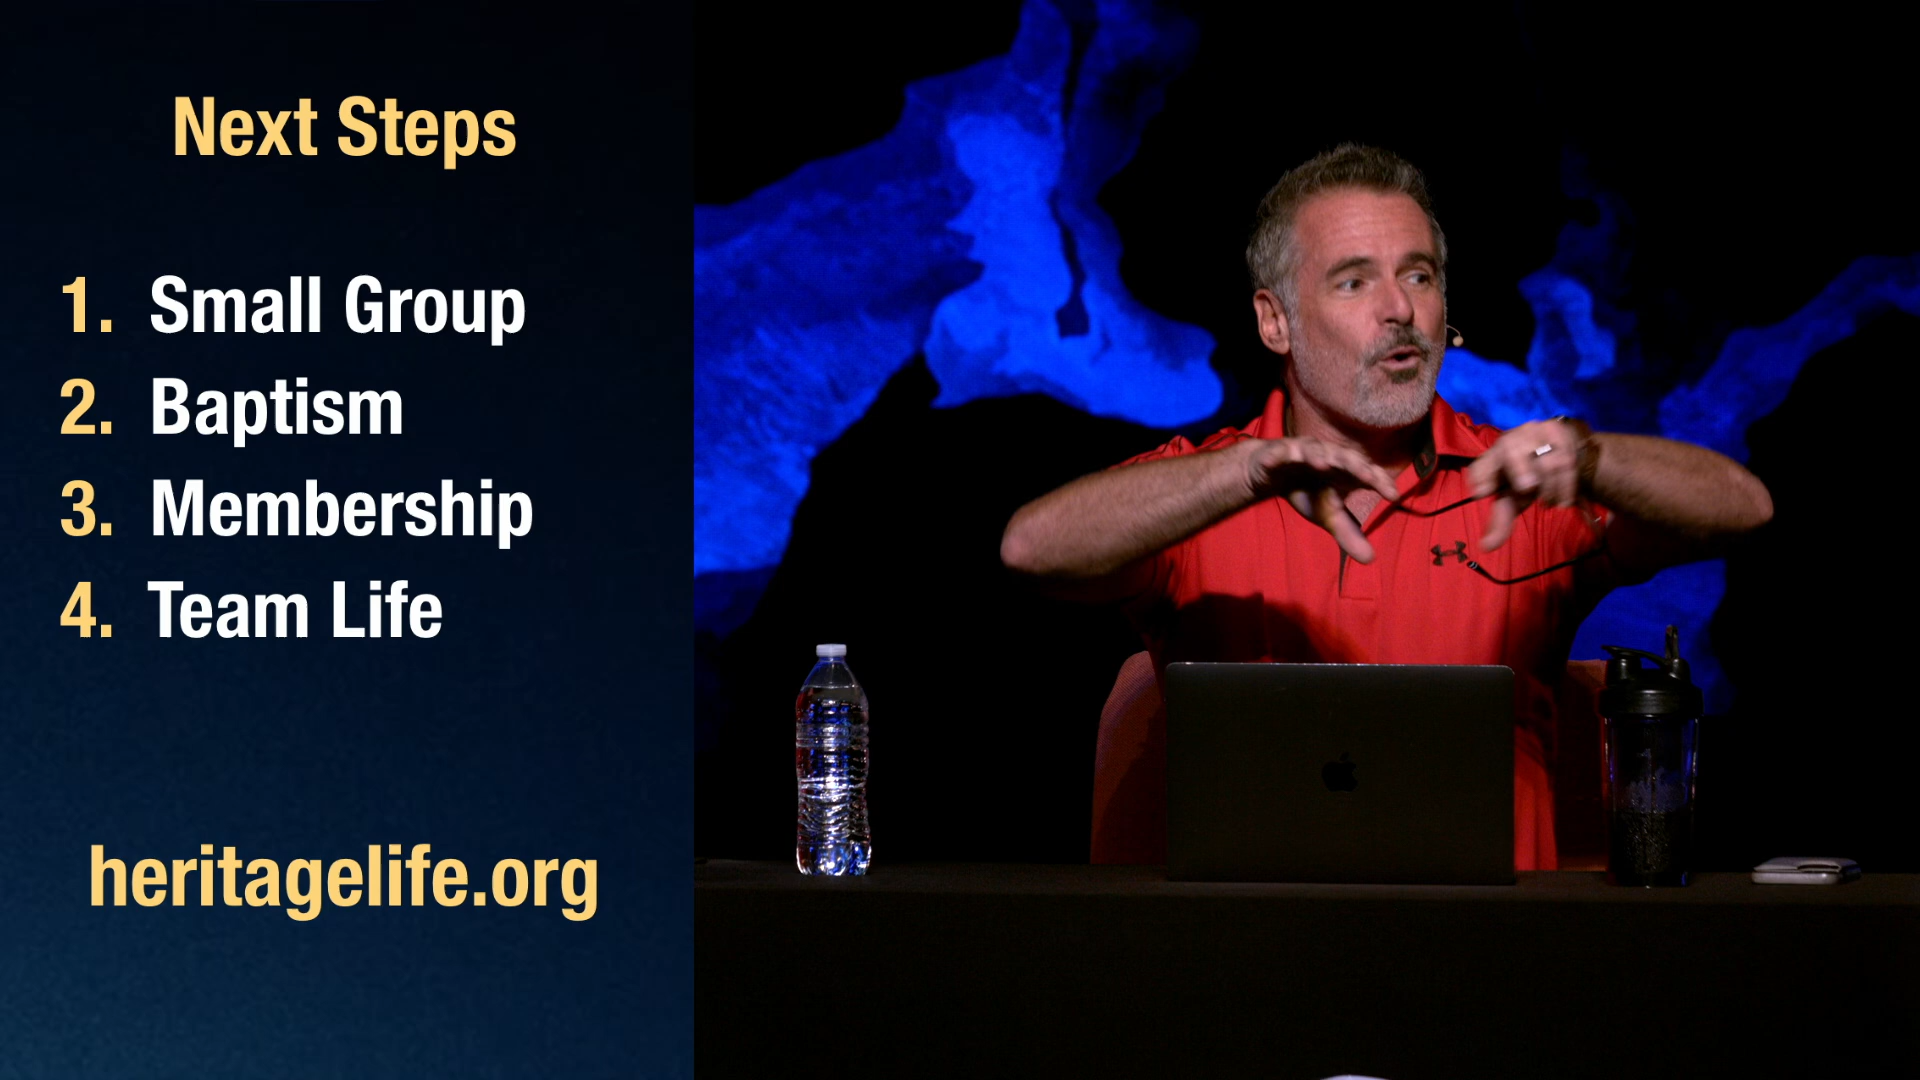 Next Steps
1. Small Group
2. Baptism
3. Membership
4. Team Life
heritagelife.org